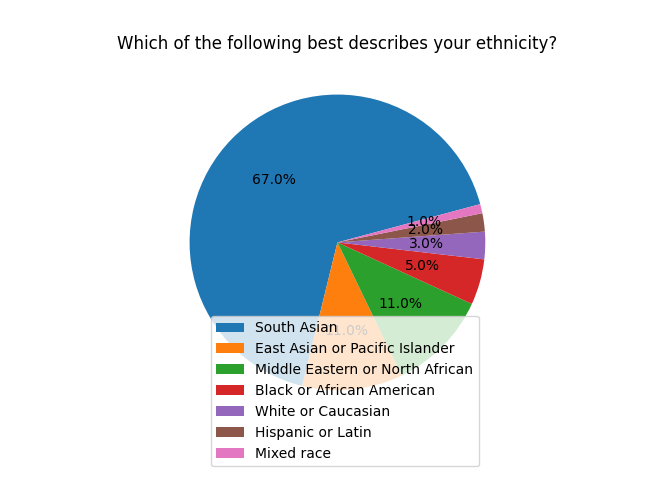 Which of the following best describes your ethnicity?
67.0%
1.0%
2.0%
3.0%
5.0%
11.0%
11.0%
South Asian
East Asian or Pacific Islander
Middle Eastern or North African
Black or African American
White or Caucasian
Hispanic or Latin
Mixed race